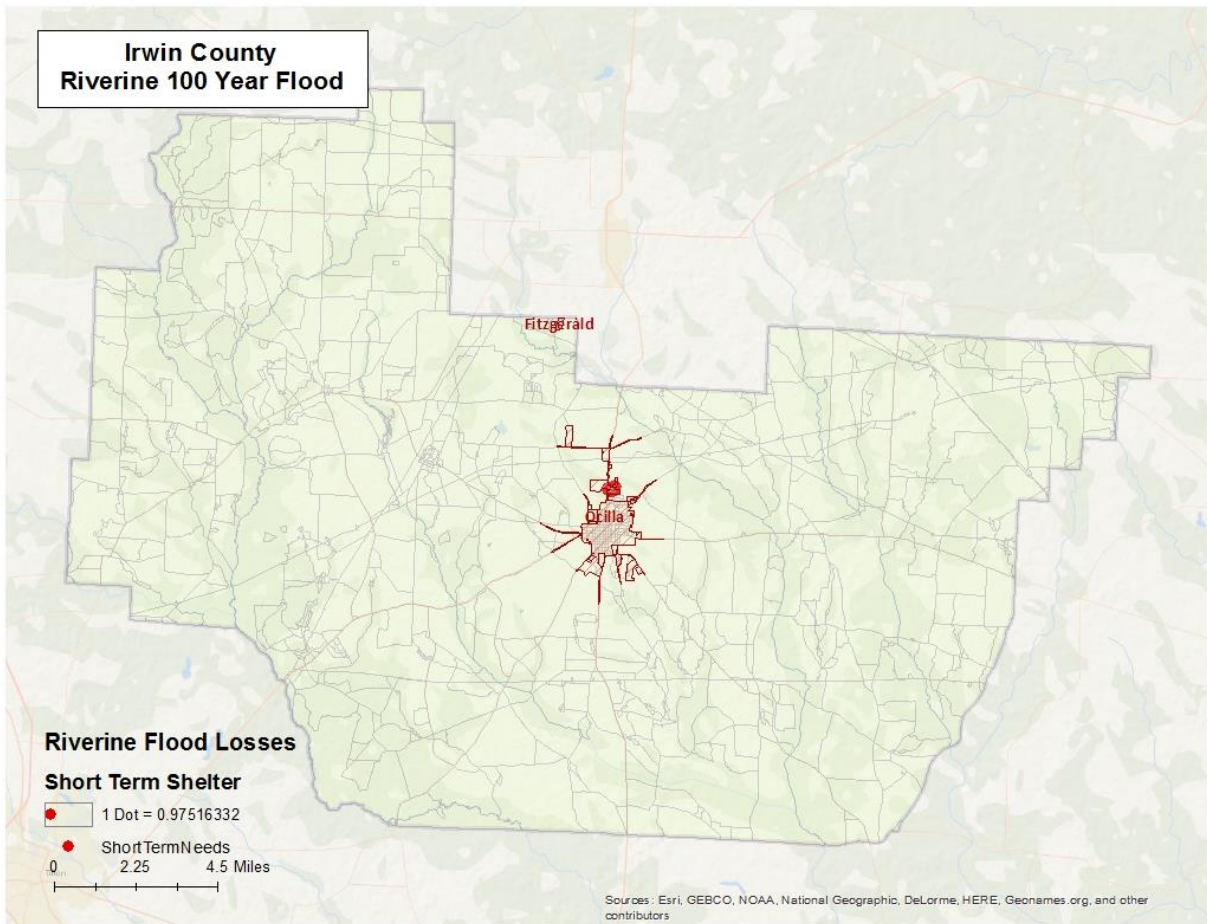 Irwin County
Riverine 100 Year Flood
Fitzgerald
Ocilla
Riverine Flood Losses
Short Term Shelter
1 Dot = 0.97516332
ShortTermNeeds
0 2.25 4.5 Miles
Sources: Esri, GEBCO, NOAA, National Geographic, DeLorme, HERE, Geonames.org, and other
contributors